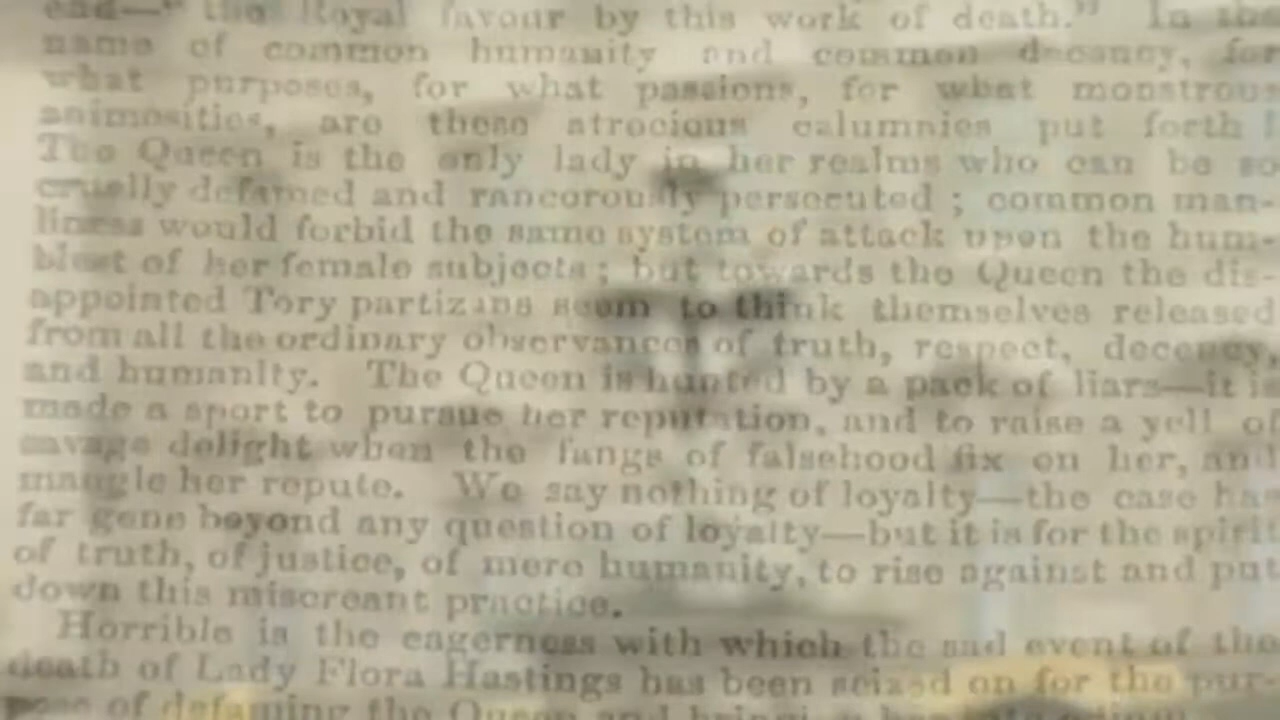 end—" the Royal favour by this work of death." In the
name of common humanity and common decency, for
what purposes, for what passions, for what monstrous
animosities, are these atrocious calumnies put forth !
The Queen is the only lady in her realms who can be so
cruelly defamed and rancorously persecuted ; common man-
liness would forbid the same system of attack upon the hum-
blest of her female subjects ; but towards the Queen the dis-
appointed Tory partizans seem to think themselves released
from all the ordinary observances of truth, respect, decency,
and humanity. The Queen is hunted by a pack of liars—it is
made a sport to pursue her reputation, and to raise a yell of
savage delight when the fangs of falsehood fix on her, and
mangle her repute. We say nothing of loyalty—the case has
far gone beyond any question of loyalty—but it is for the spirit
of truth, of justice, of mere humanity, to rise against and put
down this miscreant practice.
Horrible is the eagerness with which the sad event of the
death of Lady Flora Hastings has been seized on for the pur-
pose of defaming the Queen and